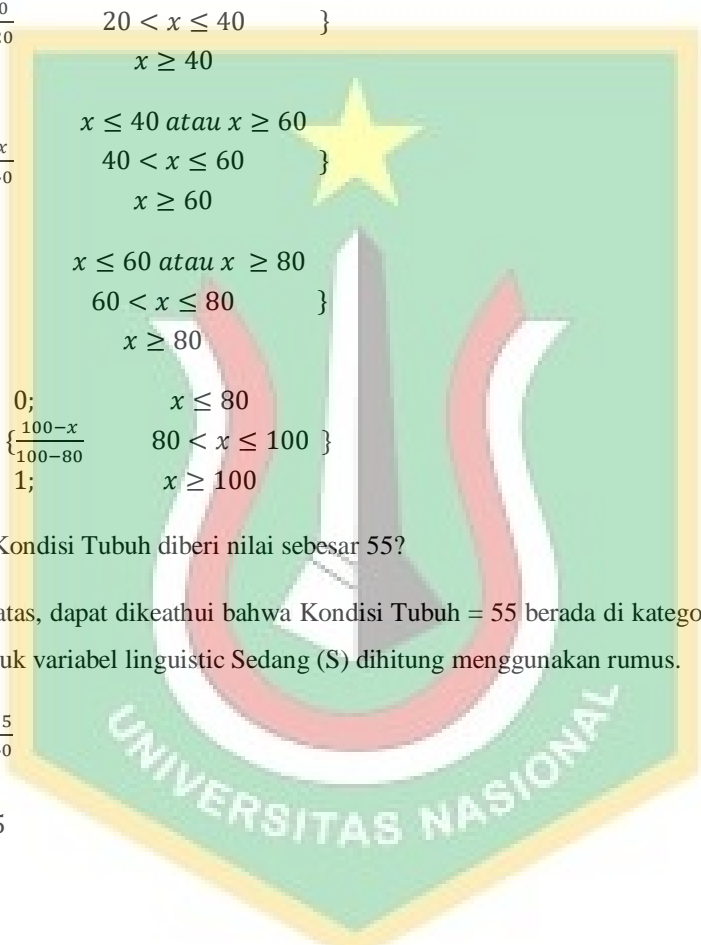 20 < 𝑥 ≤ 40 }
𝑥 ≥ 40
𝑥 ≤ 40 𝑎𝑡𝑎𝑢 𝑥 ≥ 60
40 < 𝑥 ≤ 60 }
𝑥 ≥ 60
𝑥 ≤ 60 𝑎𝑡𝑎𝑢 𝑥 ≥ 80
60 < 𝑥 ≤ 80 }
𝑥 ≥ 80
0; 𝑥 ≤ 80
{100−𝑥/100−80 80 < 𝑥 ≤ 100 }
1; 𝑥 ≥ 100
Kondisi Tubuh diberi nilai sebesar 55?
atas, dapat dikeathui bahwa Kondisi Tubuh = 55 berada di
variabel linguistic Sedang (S) dihitung menggunakan rumus.
UNIVERSITAS NASIONAL